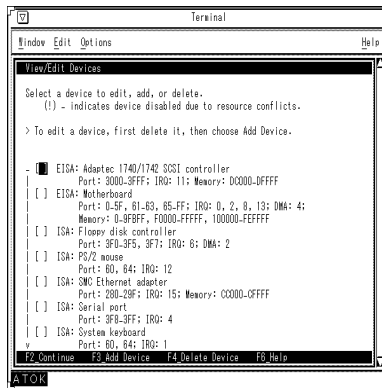 Terminal
Window Edit Options Help
View/Edit Devices
Select a device to edit, add, or delete.
(!) - indicates device disabled due to resource conflicts.
> To edit a device, first delete it, then choose Add Device.
- [ ] EISA: Adaptec 1740/1742 SCSI controller
| Port: 3000-3FFF; IRQ: 11; Memory: DC000-DFFFF
| [ ] EISA: Motherboard
| Port: 0-5F, 61-63, 65-FF; IRQ: 0, 2, 8, 13; DMA: 4;
| Memory: 0-9FBFF, F0000-FFFFF, 100000-FEFFFF
| [ ] ISA: Floppy disk controller
| Port: 3F0-3F5, 3F7; IRQ: 6; DMA: 2
| [ ] ISA: PS/2 mouse
| Port: 60, 64; IRQ: 12
| [ ] ISA: SMC Ethernet adapter
| Port: 280-29F; IRQ: 15; Memory: CC000-CFFFF
| [ ] ISA: Serial port
| Port: 3F8-3FF; IRQ: 4
| [ ] ISA: System keyboard
v Port: 60, 64; IRQ: 1
F2_Continue F3_Add Device F4_Delete Device F6_Help
ATOK